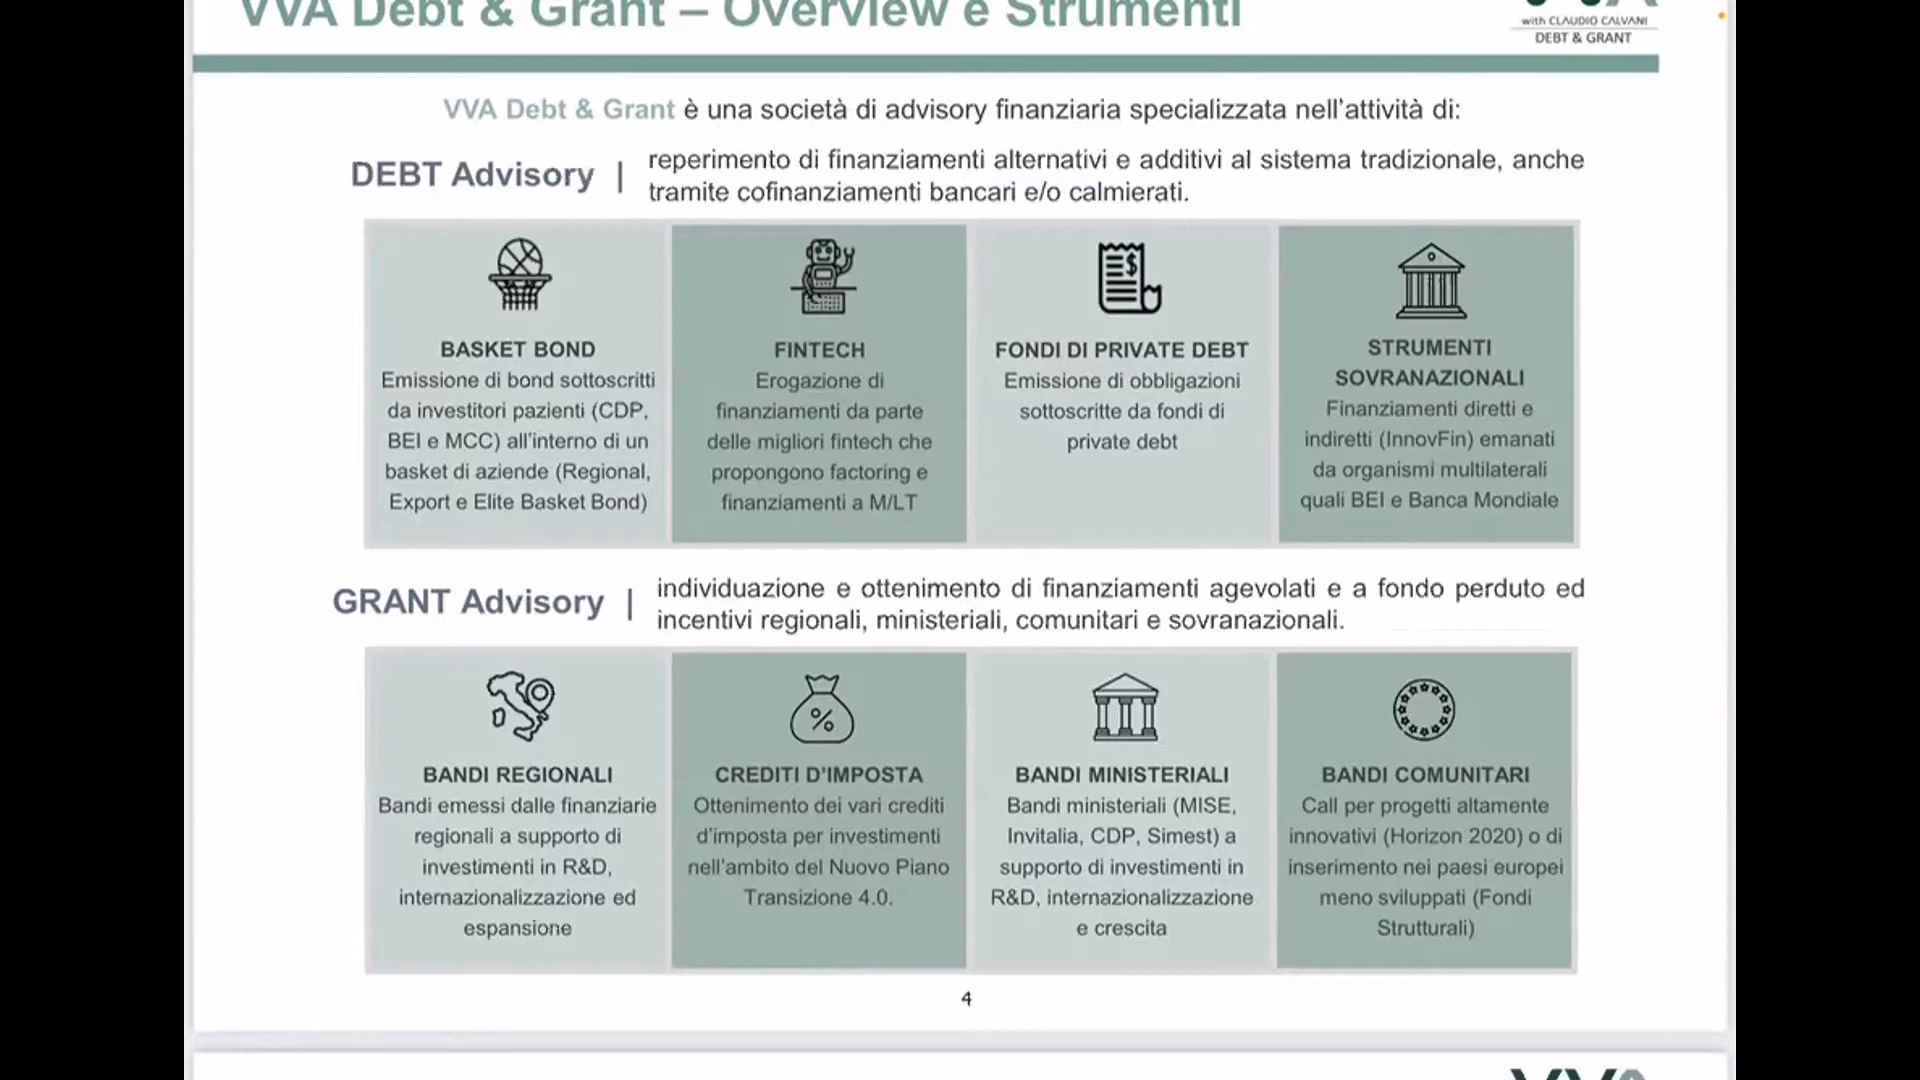 VVA Debt & Grant – Overview e Strumenti
with CLAUDIO CALVANI
DEBT & GRANT
VVA Debt & Grant è una società di advisory finanziaria specializzata nell'attività di:
DEBT Advisory |
reperimento di finanziamenti alternativi e additivi al sistema tradizionale, anche
tramite cofinanziamenti bancari e/o calmierati.
BASKET BOND
Emissione di bond sottoscritti
da investitori pazienti (CDP,
BEI e MCC) all'interno di un
basket di aziende (Regional,
Export e Elite Basket Bond)
FINTECH
Erogazione di
finanziamenti da parte
delle migliori fintech che
propongono factoring e
finanziamenti a M/LT
FONDI DI PRIVATE DEBT
Emissione di obbligazioni
sottoscritte da fondi di
private debt
STRUMENTI
SOVRANAZIONALI
Finanziamenti diretti e
indiretti (InnovFin) emanati
da organismi multilaterali
quali BEI e Banca Mondiale
GRANT Advisory |
individuazione e ottenimento di finanziamenti agevolati e a fondo perduto ed
incentivi regionali, ministeriali, comunitari e sovranazionali.
BANDI REGIONALI
Bandi emessi dalle finanziarie
regionali a supporto di
investimenti in R&D,
internazionalizzazione ed
espansione
CREDITI D'IMPOSTA
Ottenimento dei vari crediti
d'imposta per investimenti
nell'ambito del Nuovo Piano
Transizione 4.0.
BANDI MINISTERIALI
Bandi ministeriali (MISE,
Invitalia, CDP, Simest) a
supporto di investimenti in
R&D, internazionalizzazione
e crescita
BANDI COMUNITARI
Call per progetti altamente
innovativi (Horizon 2020) o di
inserimento nei paesi europei
meno sviluppati (Fondi
Strutturali)
4